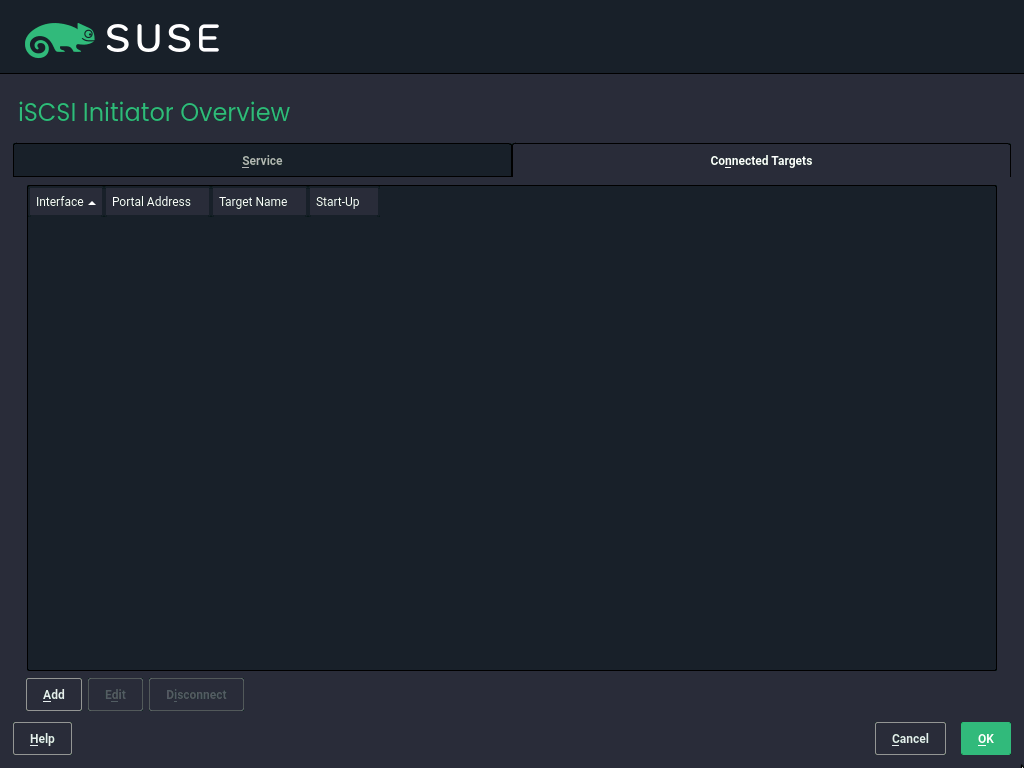 SUSE
iSCSI Initiator Overview
Service Connected Targets
Interface Portal Address Target Name Start-Up
Add Edit Disconnect
Help Cancel OK